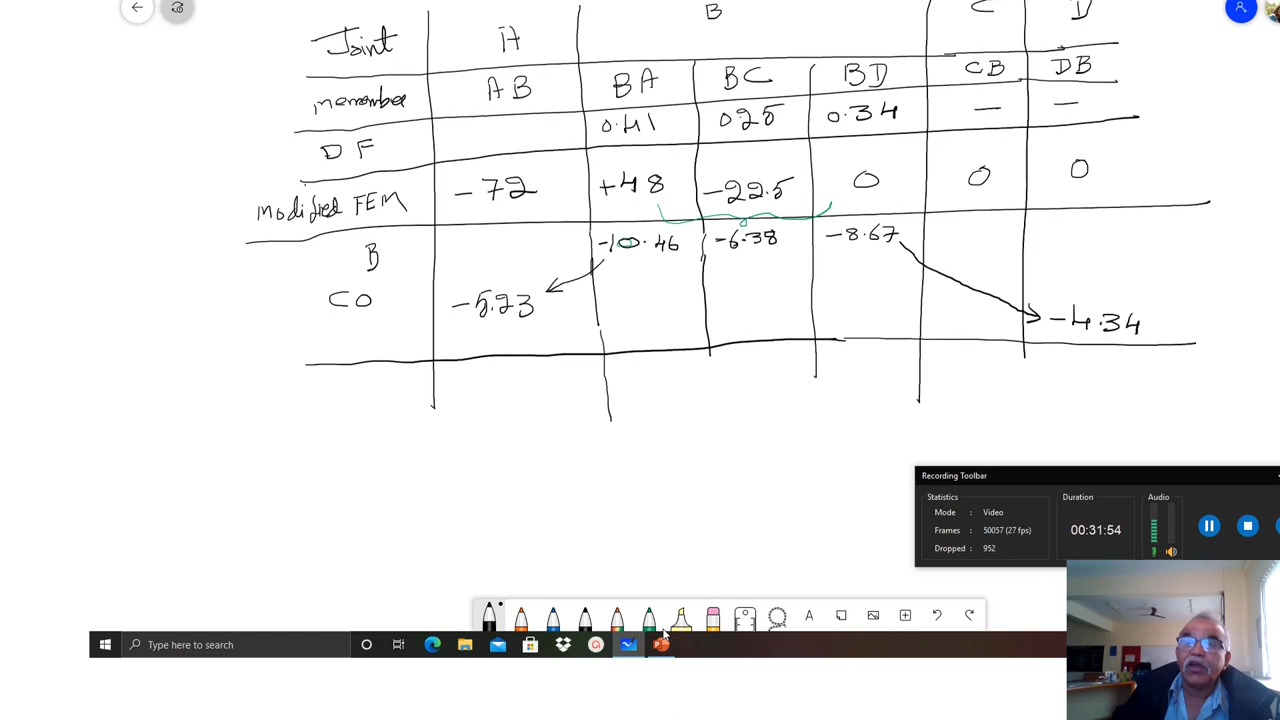 B C D
Joint A
memember AB BA BC BD CB DB
DF 0.41 0.25 0.34 — —
Modified FEM -72 +48 -22.5 0 0 0
B -10.46 -6.38 -8.67
CO -5.23 -4.34
Recording Toolbar
Statistics Duration Audio
Mode : Video
Frames : 50057 (27 fps) 00:31:54
Dropped : 952
A
Type here to search